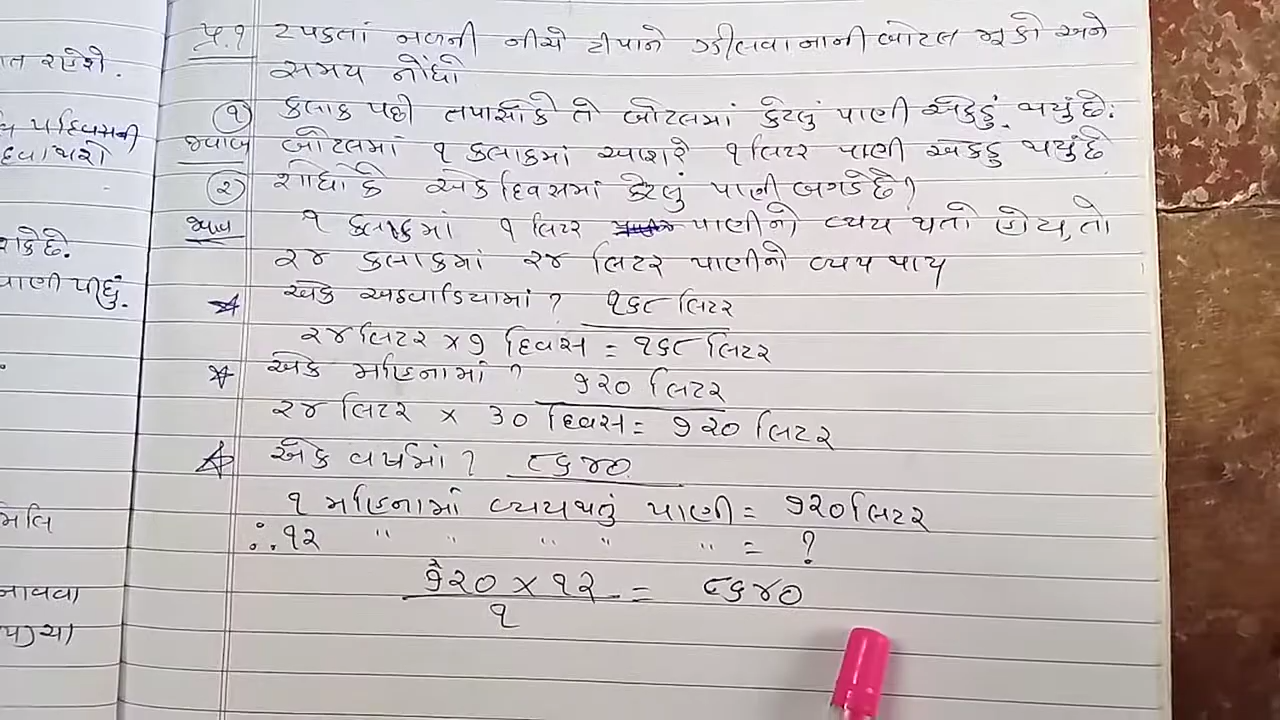 ત રહેશે.
પ્ર.૧ ટપકતાં નળની નીચે ટીપાને ઝીલવા નાની બોટલ મૂકો અને
સમય નોંધો
૧ કલાક પછી તપાસો કે તે બોટલમાં કેટલું પાણી એકઠું થયું છે.
જવાબ બોટલમાં ૧ કલાકમાં આશરે ૧ લિટર પાણી એકઠું થયું છે
૨ શોધો કે એક દિવસમાં કેટલું પાણી બગડે છે?
જવાબ ૧ કલાકમાં ૧ લિટર પાણીનો વ્યય થતો હોય, તો
૨૪ કલાકમાં ૨૪ લિટર પાણીનો વ્યય થાય
એક અઠવાડિયામાં? ૧૬૮ લિટર
૨૪ લિટર × ૭ દિવસ = ૧૬૮ લિટર
એક મહિનામાં? ૭૨૦ લિટર
૨૪ લિટર × ૩૦ દિવસ = ૭૨૦ લિટર
એક વર્ષમાં? ૮૬૪૦
૧ મહિનામાં વ્યય થતું પાણી = ૭૨૦ લિટર
∴ ૧૨ " " " " " = ?
૭૨૦ × ૧૨ = ૮૬૪૦
૧
શકે છે.
પાણી પીધું.